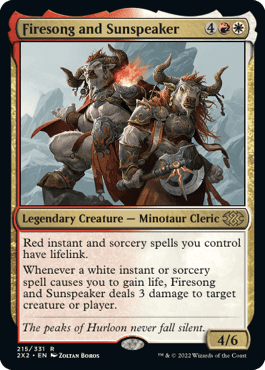 Firesong and Sunspeaker 4
Legendary Creature — Minotaur Cleric
Red instant and sorcery spells you control
have lifelink.
Whenever a white instant or sorcery
spell causes you to gain life, Firesong
and Sunspeaker deals 3 damage to target
creature or player.
The peaks of Hurloon never fall silent.
4/6
215/331 R
2X2 • EN Zoltan Boros
™ & © 2022 Wizards of the Coast